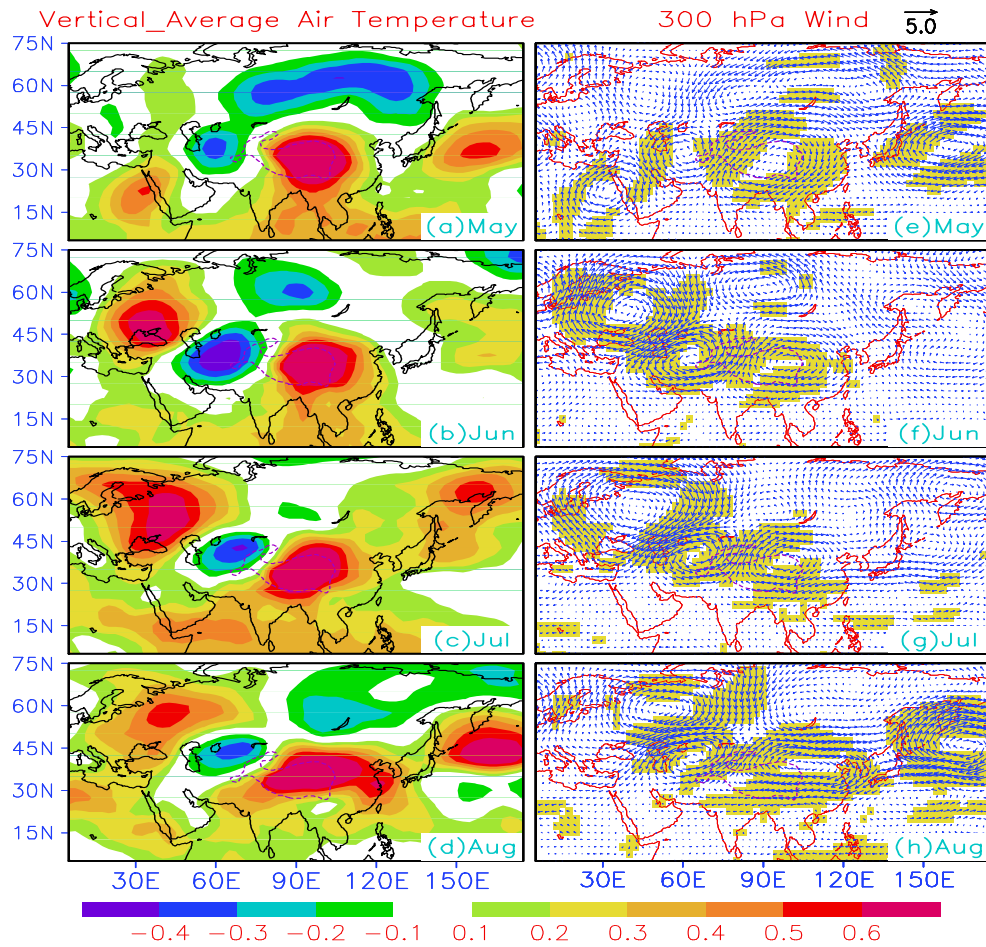 Vertical_Average Air Temperature 300 hPa Wind 5.0
75N
60N
45N
30N
15N
(a)May (e)May
75N
60N
45N
30N
15N
(b)Jun (f)Jun
75N
60N
45N
30N
15N
(c)Jul (g)Jul
75N
60N
45N
30N
15N
(d)Aug (h)Aug
30E 60E 90E 120E 150E 30E 60E 90E 120E 150E
-0.4 -0.3 -0.2 -0.1 0.1 0.2 0.3 0.4 0.5 0.6